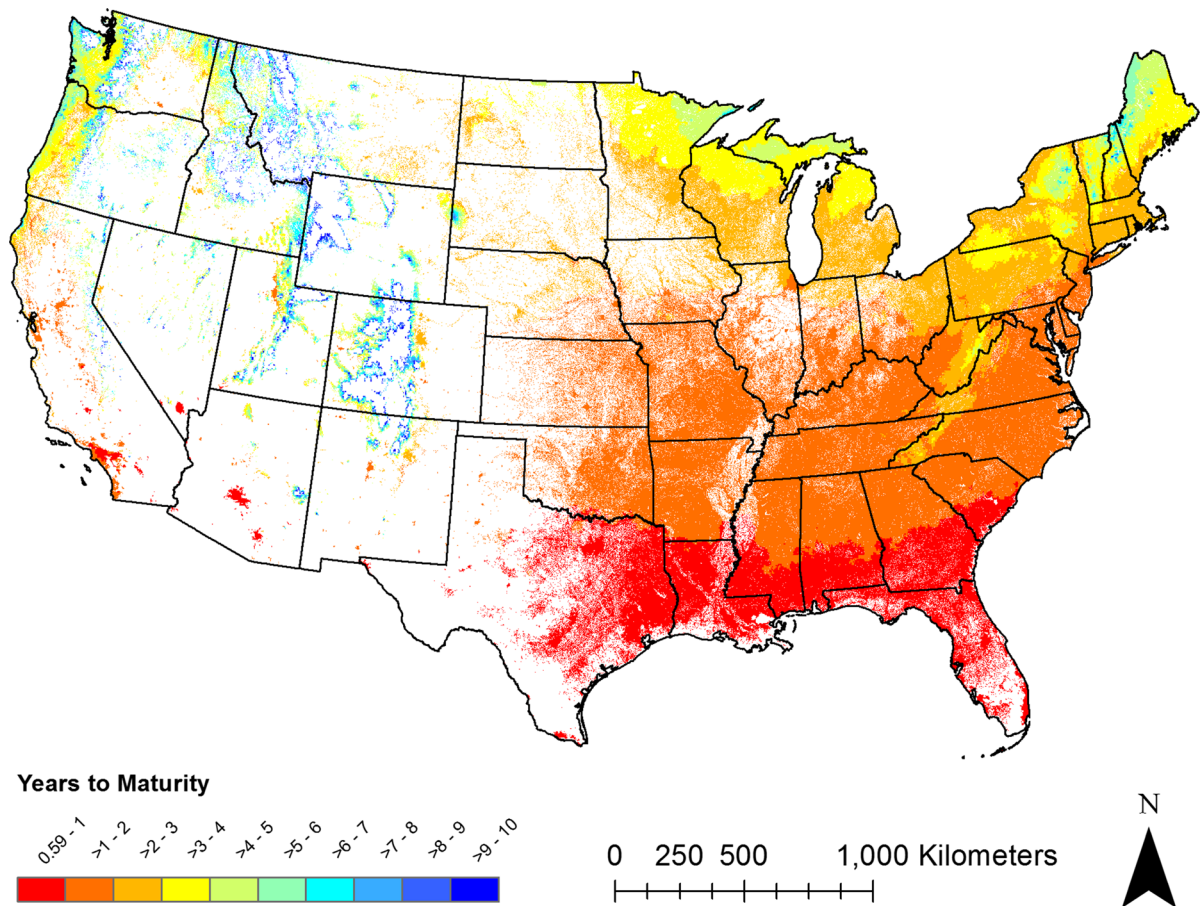 Years to Maturity
0.59 - 1
>1 - 2
>2 - 3
>3 - 4
>4 - 5
>5 - 6
>6 - 7
>7 - 8
>8 - 9
>9 - 10
0 250 500 1,000 Kilometers
N